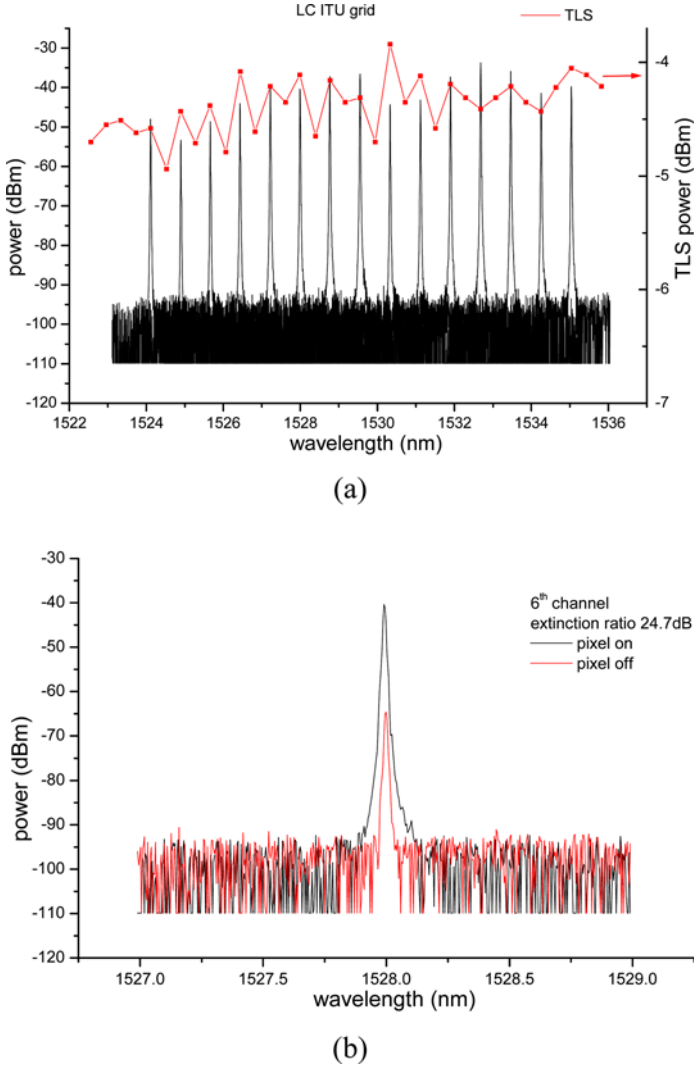 LC ITU grid
TLS
-30
-40
-50
-60
-70
-80
-90
-100
-110
-120
power (dBm)
-4
-5
-6
-7
TLS power (dBm)
1522 1524 1526 1528 1530 1532 1534 1536
wavelength (nm)
(a)
-30
-40
-50
-60
-70
-80
-90
-100
-110
-120
power (dBm)
6th channel
extinction ratio 24.7dB
pixel on
pixel off
1527.0 1527.5 1528.0 1528.5 1529.0
wavelength (nm)
(b)